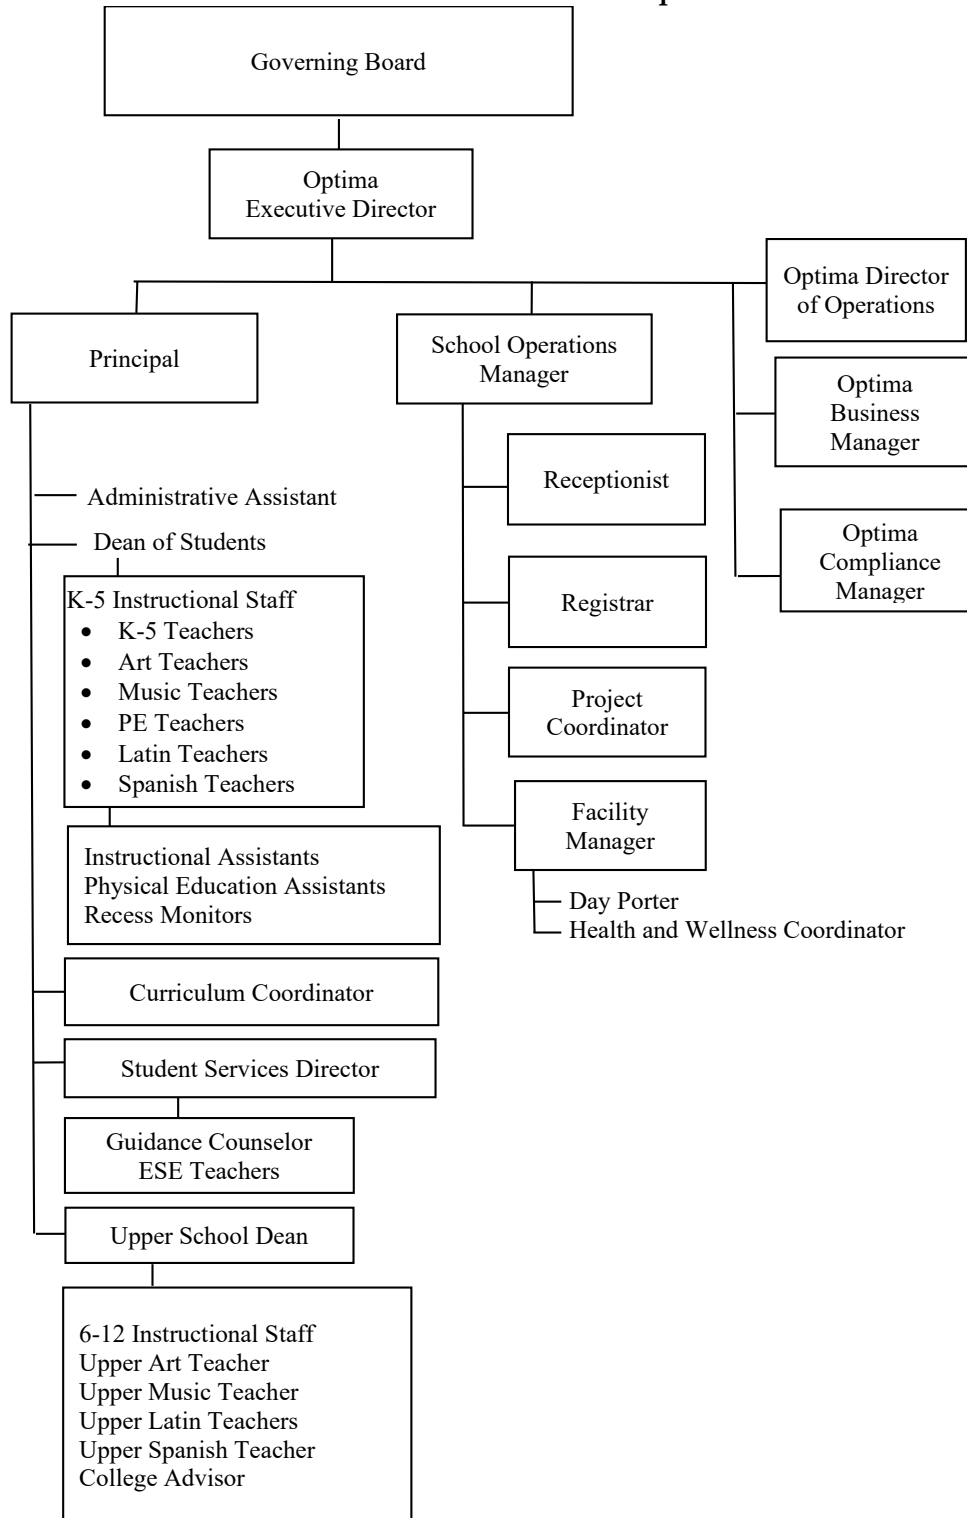 Governing Board
Optima
Executive Director
Optima Director
of Operations
Principal
School Operations
Manager
Optima
Business
Manager
Optima
Compliance
Manager
Administrative Assistant
Dean of Students
K-5 Instructional Staff
• K-5 Teachers
• Art Teachers
• Music Teachers
• PE Teachers
• Latin Teachers
• Spanish Teachers
Instructional Assistants
Physical Education Assistants
Recess Monitors
Curriculum Coordinator
Student Services Director
Guidance Counselor
ESE Teachers
Upper School Dean
6-12 Instructional Staff
Upper Art Teacher
Upper Music Teacher
Upper Latin Teachers
Upper Spanish Teacher
College Advisor
Receptionist
Registrar
Project
Coordinator
Facility
Manager
Day Porter
Health and Wellness Coordinator